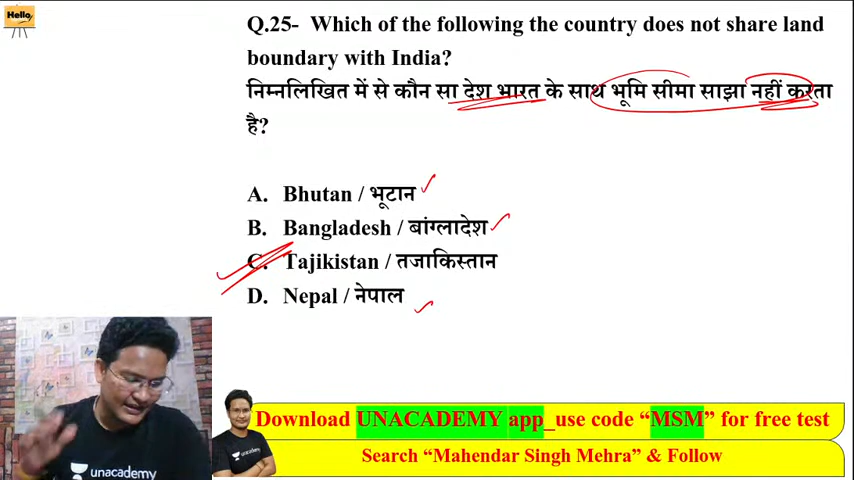 Hello
Q.25- Which of the following the country does not share land
boundary with India?
निम्नलिखित में से कौन सा देश भारत के साथ भूमि सीमा साझा नहीं करता
है?
A. Bhutan / भूटान
B. Bangladesh / बांग्लादेश
C. Tajikistan / तजाकिस्तान
D. Nepal / नेपाल
unacademy
unacademy
Download UNACADEMY app_use code “MSM” for free test
Search “Mahendar Singh Mehra” & Follow